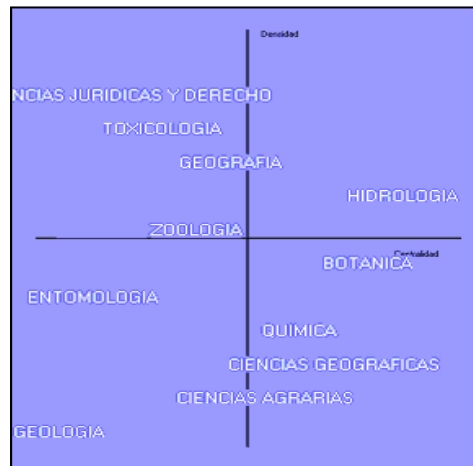 Densidad
NCIAS JURIDICAS Y DERECHO
TOXICOLOGIA
GEOGRAFIA
HIDROLOGIA
ZOOLOGIA
Centralidad
BOTANICA
ENTOMOLOGIA
QUIMICA
CIENCIAS GEOGRAFICAS
CIENCIAS AGRARIAS
GEOLOGIA